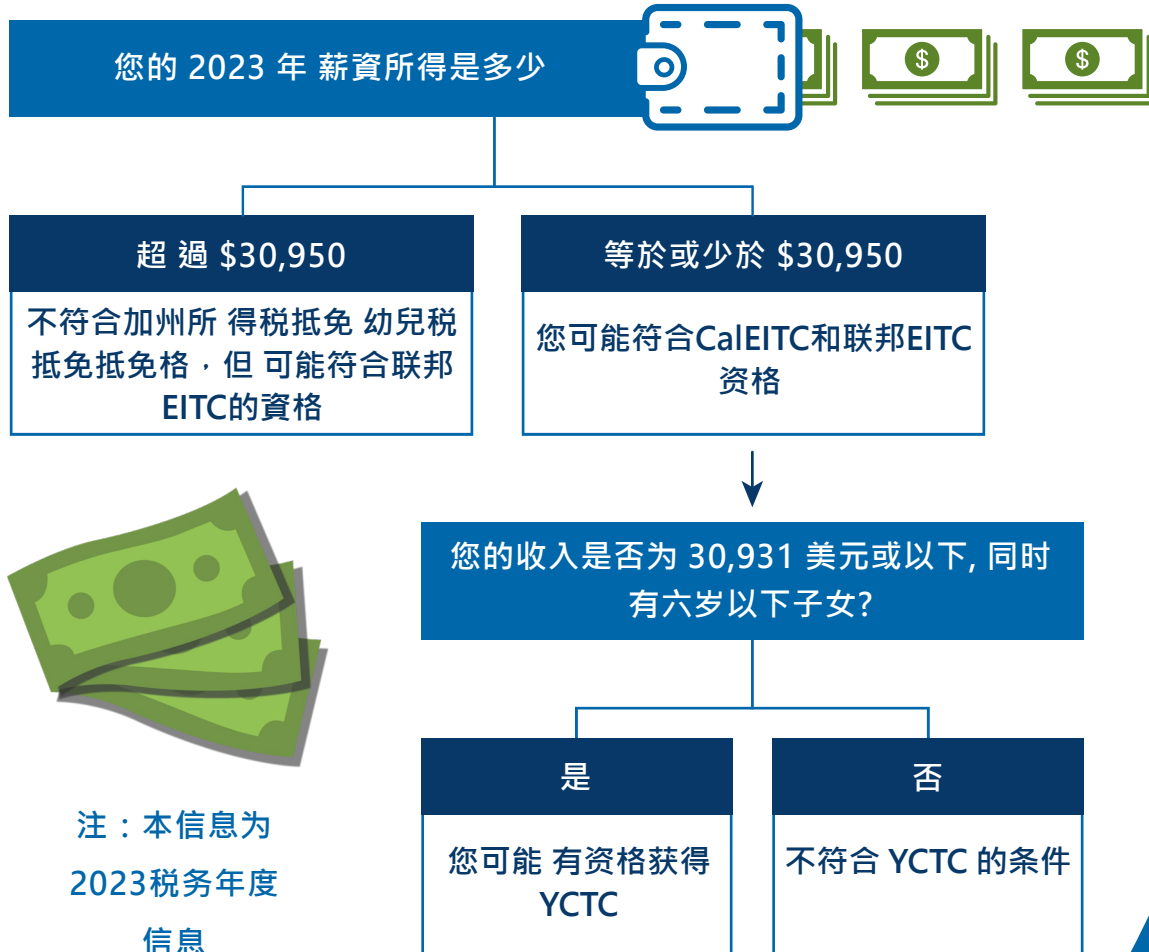 您的 2023 年 薪資所得是多少
$
$
超 過 $30,950
不符合加州所 得税抵免 幼兒税
抵免抵免格，但 可能符合联邦
EITC的資格
等於或少於 $30,950
您可能符合CalEITC和联邦EITC
资格
您的收入是否为 30,931 美元或以下, 同时
有六岁以下子女?
是
您可能 有资格获得
YCTC
否
不符合 YCTC 的条件
注：本信息为
2023税务年度
信息